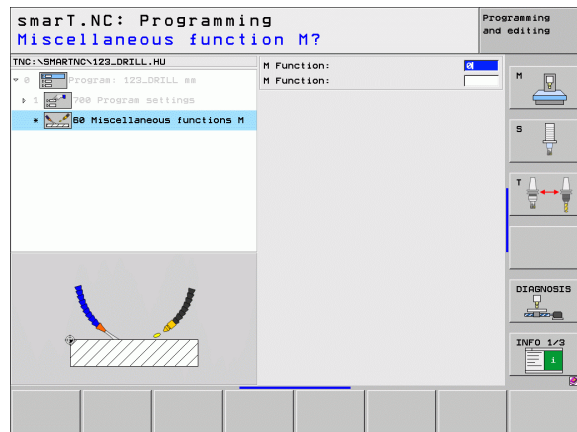 smarT.NC: Programming
Miscellaneous function M?
Programming
and editing
TNC:\SMARTNC\123_DRILL.HU
0 Program: 123_DRILL mm
1 700 Program settings
* 60 Miscellaneous functions M
M Function: 0
M Function:
M
S
T
DIAGNOSIS
INFO 1/3
i